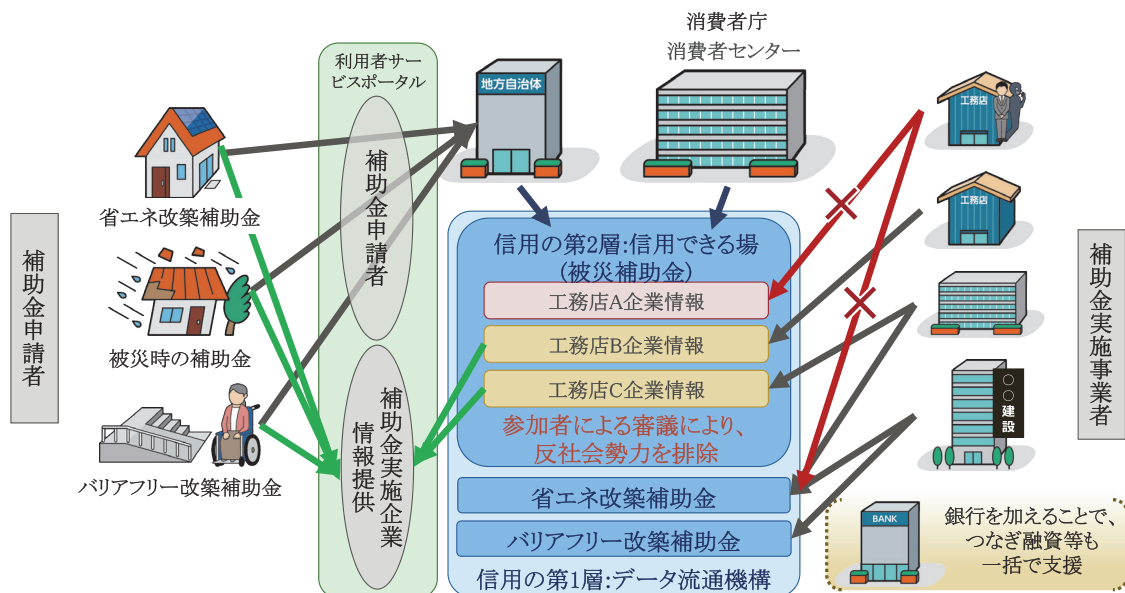 消費者庁
消費者センター
利用者サー
ビスポータル
地方自治体
工務店
補助金申請者
省エネ改築補助金
補助金申請者
信用の第2層:信用できる場
(被災補助金)
工務店
工務店A企業情報
工務店B企業情報
工務店C企業情報
被災時の補助金
補助金実施事業者
○○建設
参加者による審議により、
反社会勢力を排除
補助金実施企業
情報提供
バリアフリー改築補助金
省エネ改築補助金
バリアフリー改築補助金
信用の第1層:データ流通機構
BANK
銀行を加えることで、
つなぎ融資等も
一括で支援